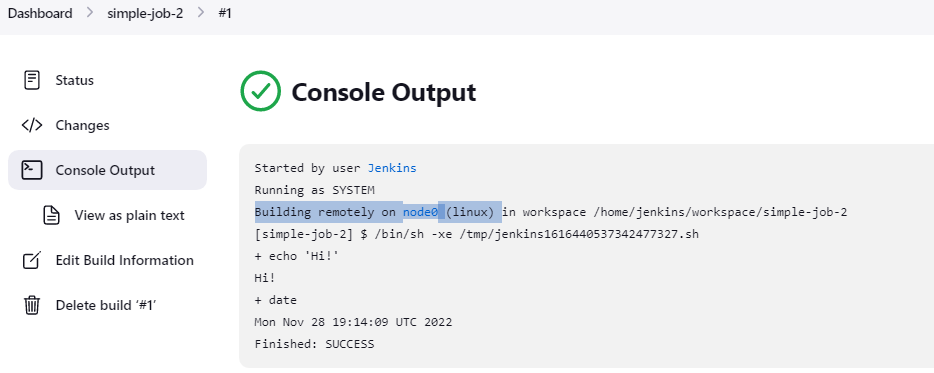 Dashboard > simple-job-2 > #1
Status
Changes
Console Output
View as plain text
Edit Build Information
Delete build ‘#1’
Console Output
Started by user Jenkins
Running as SYSTEM
Building remotely on node0 (linux) in workspace /home/jenkins/workspace/simple-job-2
[simple-job-2] $ /bin/sh -xe /tmp/jenkins1616440537342477327.sh
+ echo 'Hi!'
Hi!
+ date
Mon Nov 28 19:14:09 UTC 2022
Finished: SUCCESS